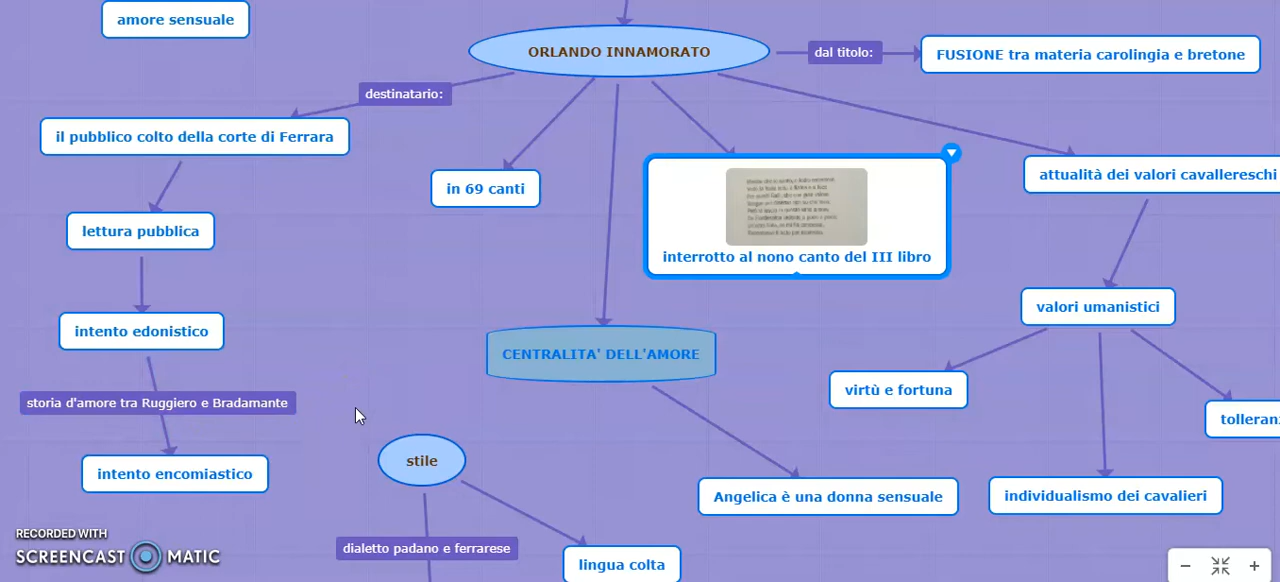 amore sensuale
ORLANDO INNAMORATO
dal titolo:
FUSIONE tra materia carolingia e bretone
destinatario:
il pubblico colto della corte di Ferrara
in 69 canti
interrotto al nono canto del III libro
attualità dei valori cavallereschi
lettura pubblica
valori umanistici
intento edonistico
CENTRALITA' DELL'AMORE
virtù e fortuna
storia d'amore tra Ruggiero e Bradamante
stile
intento encomiastico
Angelica è una donna sensuale
individualismo dei cavalieri
dialetto padano e ferrarese
lingua colta
RECORDED WITH
SCREENCAST MATIC